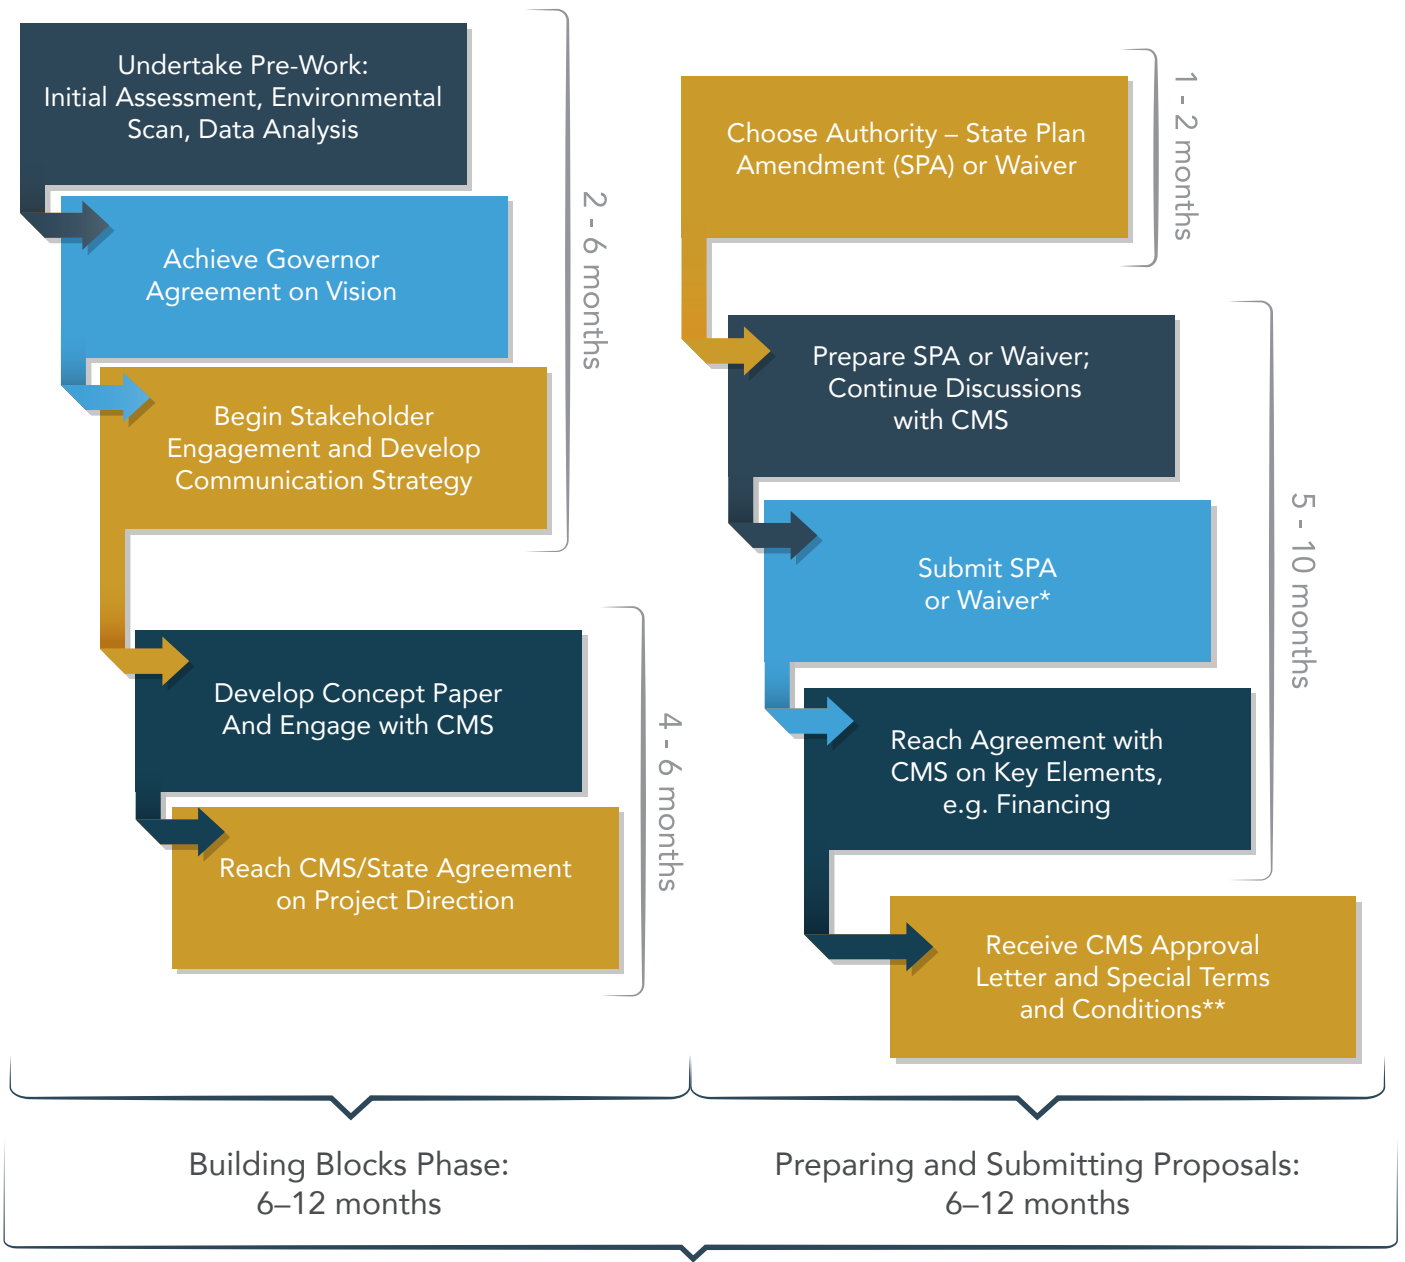 Undertake Pre-Work:
Initial Assessment, Environmental
Scan, Data Analysis
Achieve Governor
Agreement on Vision
Begin Stakeholder
Engagement and Develop
Communication Strategy
2 - 6 months
Develop Concept Paper
And Engage with CMS
Reach CMS/State Agreement
on Project Direction
4 - 6 months
Choose Authority – State Plan
Amendment (SPA) or Waiver
1 - 2 months
Prepare SPA or Waiver;
Continue Discussions
with CMS
Submit SPA
or Waiver*
Reach Agreement with
CMS on Key Elements,
e.g. Financing
5 - 10 months
Receive CMS Approval
Letter and Special Terms
and Conditions**
Building Blocks Phase:
6–12 months
Preparing and Submitting Proposals:
6–12 months